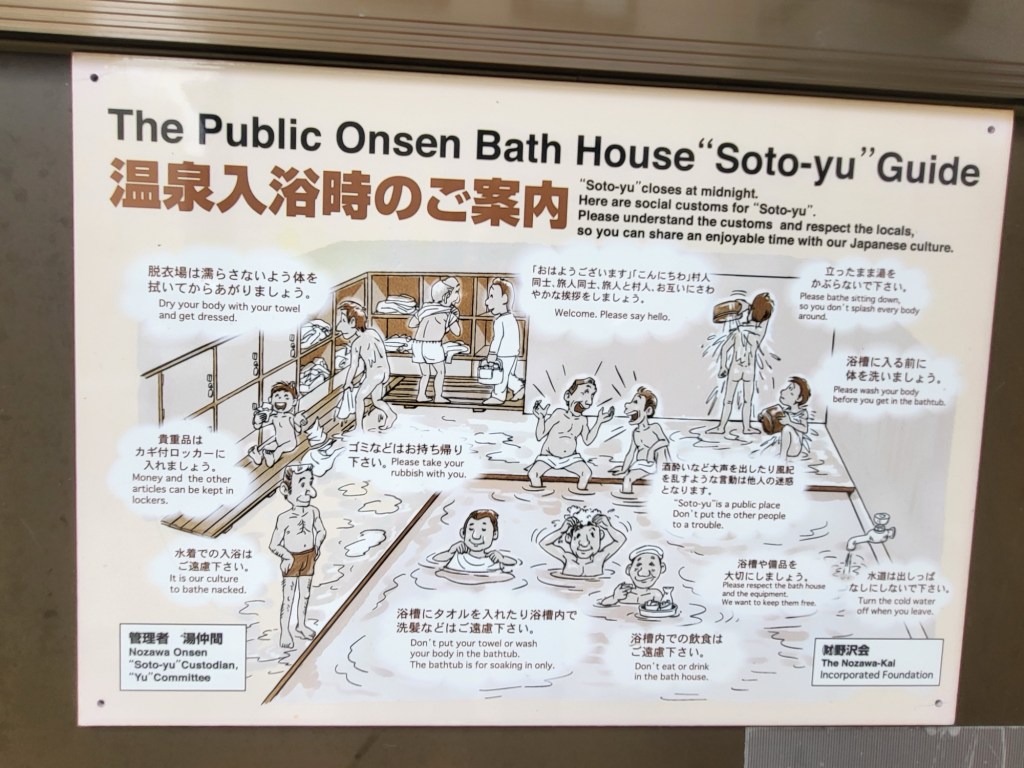 The Public Onsen Bath House “Soto-yu” Guide
温泉入浴時のご案内
“Soto-yu” closes at midnight.
Here are social customs for “Soto-yu”.
Please understand the customs and respect the locals,
so you can share an enjoyable time with our Japanese culture.
脱衣場は濡らさないよう体を
拭いてからあがりましょう。
Dry your body with your towel
and get dressed.
「おはようございます」「こんにちわ」村人
同士、旅人同士、旅人と村人、お互いにさわ
やかな挨拶をしましょう。
Welcome. Please say hello.
立ったまま湯を
かぶらないで下さい。
Please bathe sitting down,
so you don't splash every body
around.
浴槽に入る前に
体を洗いましょう。
Please wash your body
before you get in the bathtub.
貴重品は
カギ付ロッカーに
入れましょう。
Money and the other
articles can be kept in
lockers.
ゴミなどはお持ち帰り
下さい。Please take your
rubbish with you.
酒酔いなど大声を出したり風紀
を乱すような言動は他人の迷惑
となります。
“Soto-yu” is a public place
Don't put the other people
to a trouble.
水着での入浴は
ご遠慮下さい。
It is our culture
to bathe nacked.
浴槽にタオルを入れたり浴槽内で
洗髪などはご遠慮下さい。
Don't put your towel or wash
your body in the bathtub.
The bathtub is for soaking in only.
浴槽や備品を
大切にしましょう。
Please respect the bath house
and the equipment.
We want to keep them free.
水道は出しっぱ
なしにしないで下さい。
Turn the cold water
off when you leave.
浴槽内での飲食は
ご遠慮下さい。
Don't eat or drink
in the bath house.
管理者 湯仲間
Nozawa Onsen
“Soto-yu” Custodian,
“Yu” Committee
㈶野沢会
The Nozawa-Kai
Incorporated Foundation